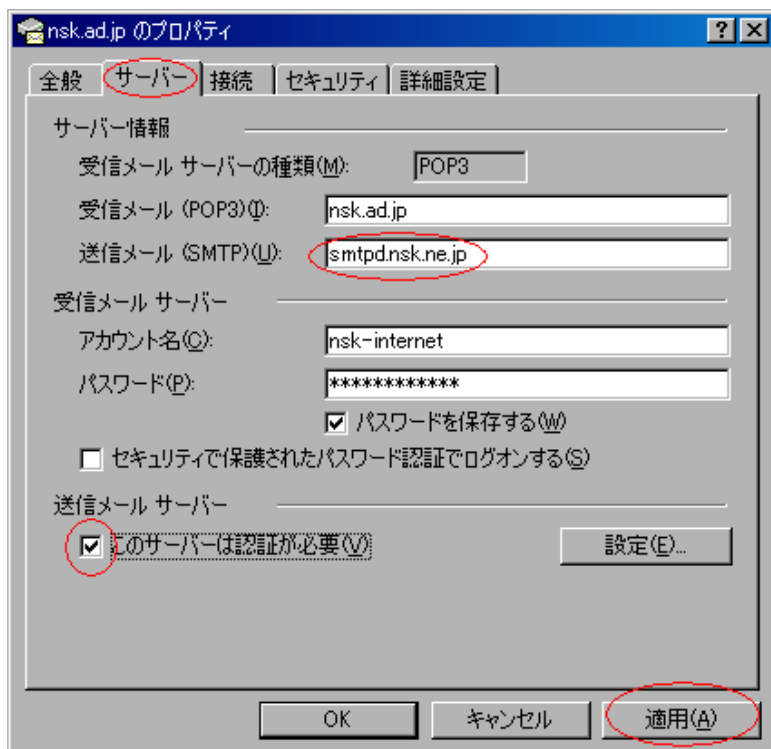 nsk.ad.jp のプロパティ
全般 サーバー 接続 セキュリティ 詳細設定
サーバー情報
受信メール サーバーの種類(M): POP3
受信メール (POP3)(I): nsk.ad.jp
送信メール (SMTP)(U): smtpd.nsk.ne.jp
受信メール サーバー
アカウント名(C): nsk-internet
パスワード(P): ************
パスワードを保存する(W)
セキュリティで保護されたパスワード認証でログオンする(S)
送信メール サーバー
このサーバーは認証が必要(V) 設定(E)...
OK キャンセル 適用(A)